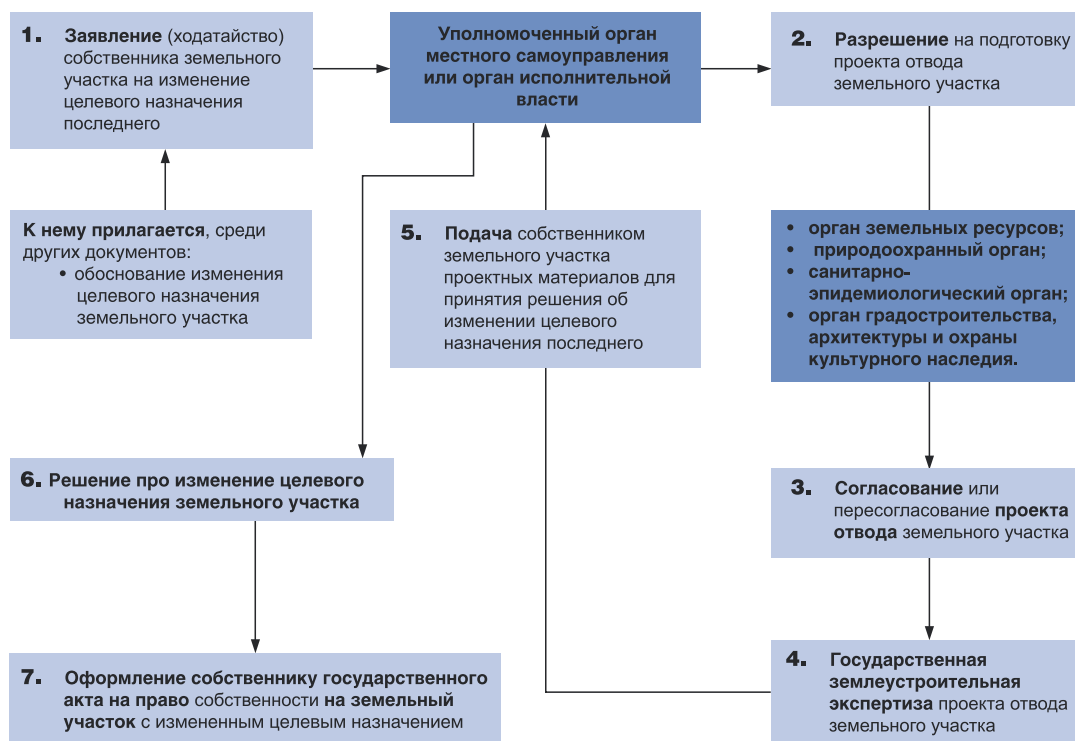 1. Заявление (ходатайство)
собственника земельного
участка на изменение
целевого назначения
последнего
Уполномоченный орган
местного самоуправления
или орган исполнительной
власти
2. Разрешение на подготовку
проекта отвода
земельного участка
К нему прилагается, среди
других документов:
• обоснование изменения
целевого назначения
земельного участка
5. Подача собственником
земельного участка
проектных материалов для
принятия решения об
изменении целевого
назначения последнего
• орган земельных ресурсов;
• природоохранный орган;
• санитарно-
эпидемиологический орган;
• орган градостроительства,
архитектуры и охраны
культурного наследия.
6. Решение про изменение целевого
назначения земельного участка
3. Согласование или
пересогласование проекта
отвода земельного участка
7. Оформление собственнику государственного
акта на право собственности на земельный
участок с измененным целевым назначением
4. Государственная
землеустроительная
экспертиза проекта отвода
земельного участка